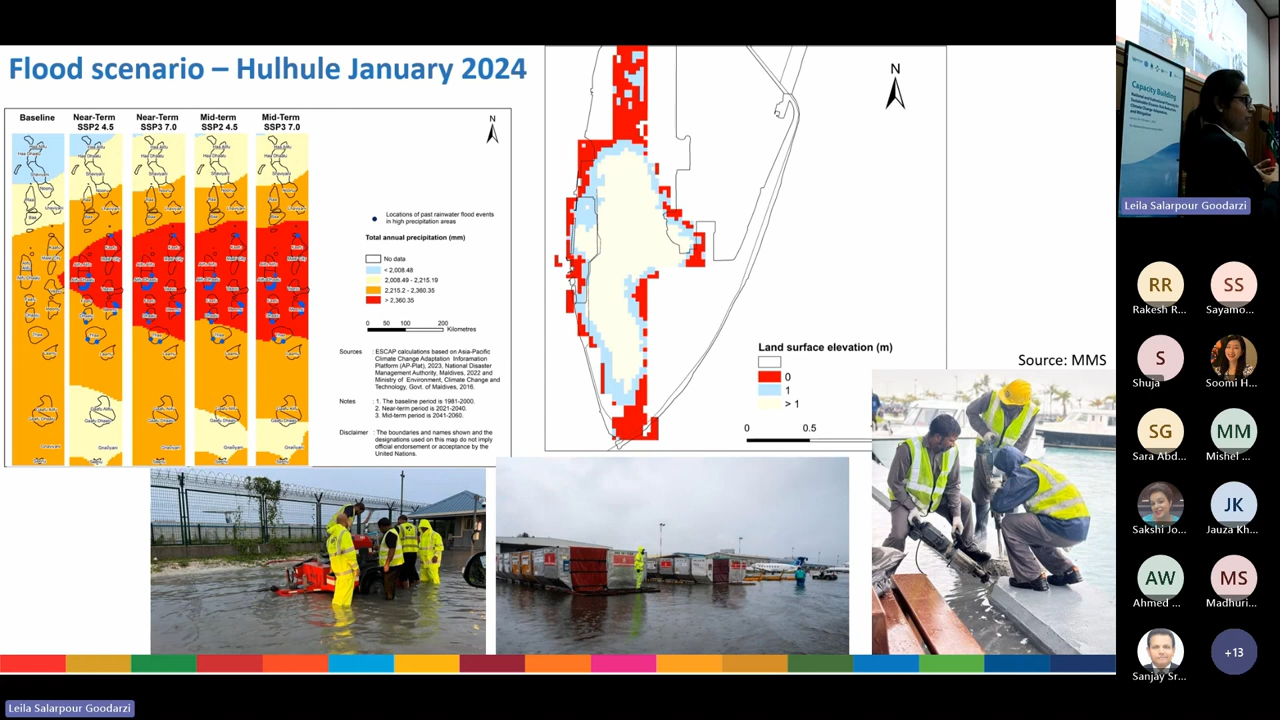 Flood scenario – Hulhule January 2024
Baseline
Near-Term
SSP2 4.5
Near-Term
SSP3 7.0
Mid-term
SSP2 4.5
Mid-Term
SSP3 7.0
N
Locations of past rainwater flood events
in high precipitation areas
Total annual precipitation (mm)
No data
< 2,008.48
2,008.49 - 2,215.19
2,215.2 - 2,360.35
> 2,360.35
0 50 100 200
Kilometres
Sources : ESCAP calculations based on Asia-Pacific
Climate Change Adaptation Information
Platform (AP-Plat), 2023, National Disaster
Management Authority, Maldives, 2022 and
Ministry of Environment, Climate Change and
Technology, Govt. of Maldives, 2016.
Notes : 1. The baseline period is 1981-2000.
2. Near-term period is 2021-2040.
3. Mid-term period is 2041-2060.
Disclaimer : The boundaries and names shown and the
designations used on this map do not imply
official endorsement or acceptance by the
United Nations.
N
Land surface elevation (m)
0
1
> 1
0 0.5
Source: MMS
Capacity Building
Leila Salarpour Goodarzi
RR
Rakesh R...
SS
Sayamo...
S
Shuja
Soomi H...
SG
Sara Abd...
MM
Mishel ...
Sakshi Jo...
JK
Jauza Kh...
AW
Ahmed ...
MS
Madhuri...
Sanjay Sr...
+13
Leila Salarpour Goodarzi